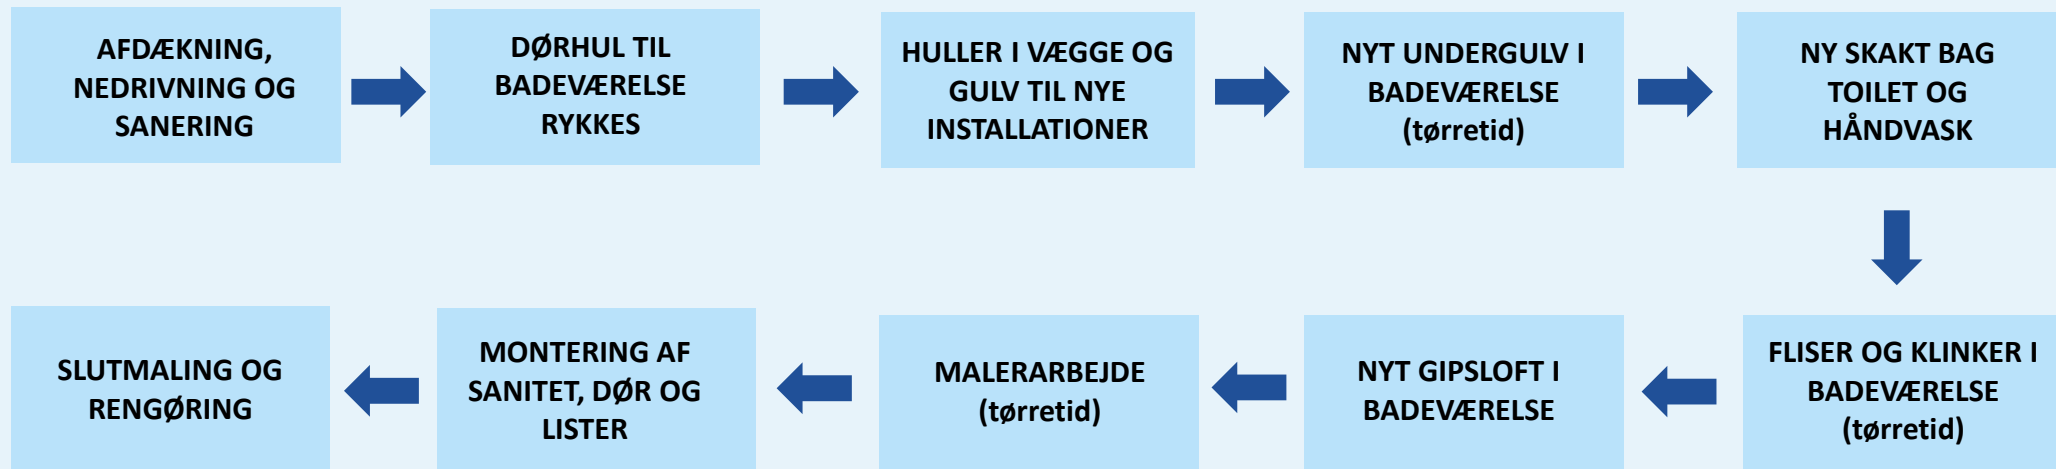 AFDÆKNING,
NEDRIVNING OG
SANERING
DØRHUL TIL
BADEVÆRELSE
RYKKES
HULLER I VÆGGE OG
GULV TIL NYE
INSTALLATIONER
NYT UNDERGULV I
BADEVÆRELSE
(tørretid)
NY SKAKT BAG
TOILET OG
HÅNDVASK
FLISER OG KLINKER I
BADEVÆRELSE
(tørretid)
NYT GIPSLOFT I
BADEVÆRELSE
MALERARBEJDE
(tørretid)
MONTERING AF
SANITET, DØR OG
LISTER
SLUTMALING OG
RENGØRING